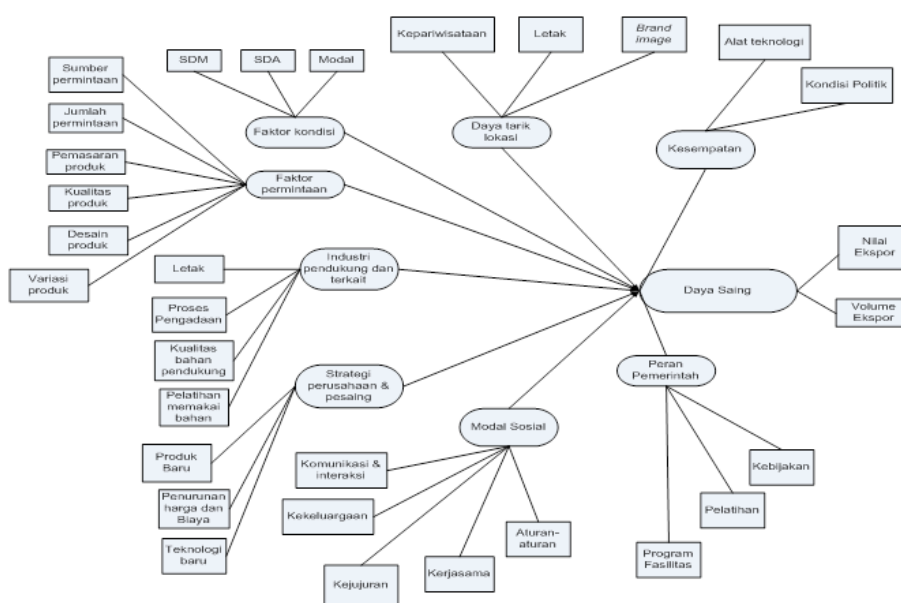 Kepariwisataan
Letak
Brand
image
Alat teknologi
Kondisi Politik
Sumber
permintaan
SDM
SDA
Modal
Jumlah
permintaan
Faktor kondisi
Daya tarik
lokasi
Kesempatan
Pemasaran
produk
Faktor
permintaan
Kualitas
produk
Desain
produk
Variasi
produk
Letak
Industri
pendukung dan
terkait
Daya Saing
Nilai
Ekspor
Volume
Ekspor
Proses
Pengadaan
Kualitas
bahan
pendukung
Pelatihan
memakai
bahan
Strategi
perusahaan &
pesaing
Peran
Pemerintah
Modal Sosial
Produk
Baru
Penurunan
harga dan
Biaya
Teknologi
baru
Komunikasi &
interaksi
Kekeluargaan
Kejujuran
Kerjasama
Aturan-
aturan
Kebijakan
Pelatihan
Program
Fasilitas